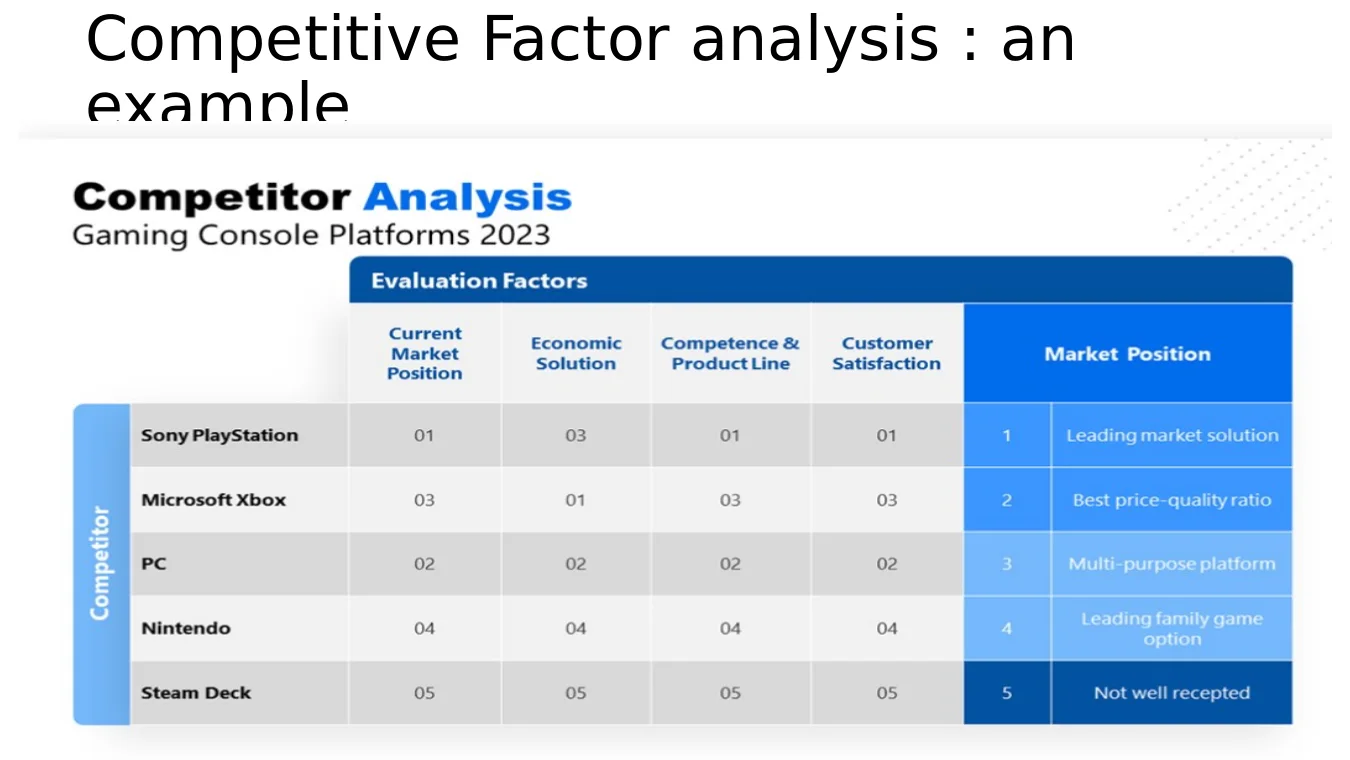 Competitive Factor analysis : an
example
Competitor Analysis
Gaming Console Platforms 2023
Evaluation Factors
Current
Market
Position
Economic
Solution
Competence &
Product Line
Customer
Satisfaction
Market Position
Competitor
Sony PlayStation 01 03 01 01 1 Leading market solution
Microsoft Xbox 03 01 03 03 2 Best price-quality ratio
PC 02 02 02 02 3 Multi-purpose platform
Nintendo 04 04 04 04 4 Leading family game
option
Steam Deck 05 05 05 05 5 Not well recepted